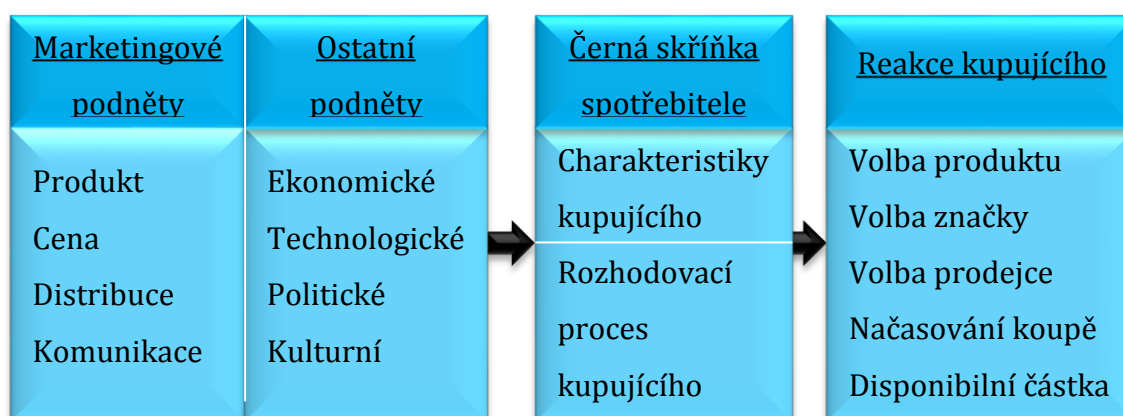 Marketingové
podněty
Produkt
Cena
Distribuce
Komunikace
Ostatní
podněty
Ekonomické
Technologické
Politické
Kulturní
Černá skříňka
spotřebitele
Charakteristiky
kupujícího
Rozhodovací
proces
kupujícího
Reakce kupujícího
Volba produktu
Volba značky
Volba prodejce
Načasování koupě
Disponibilní částka